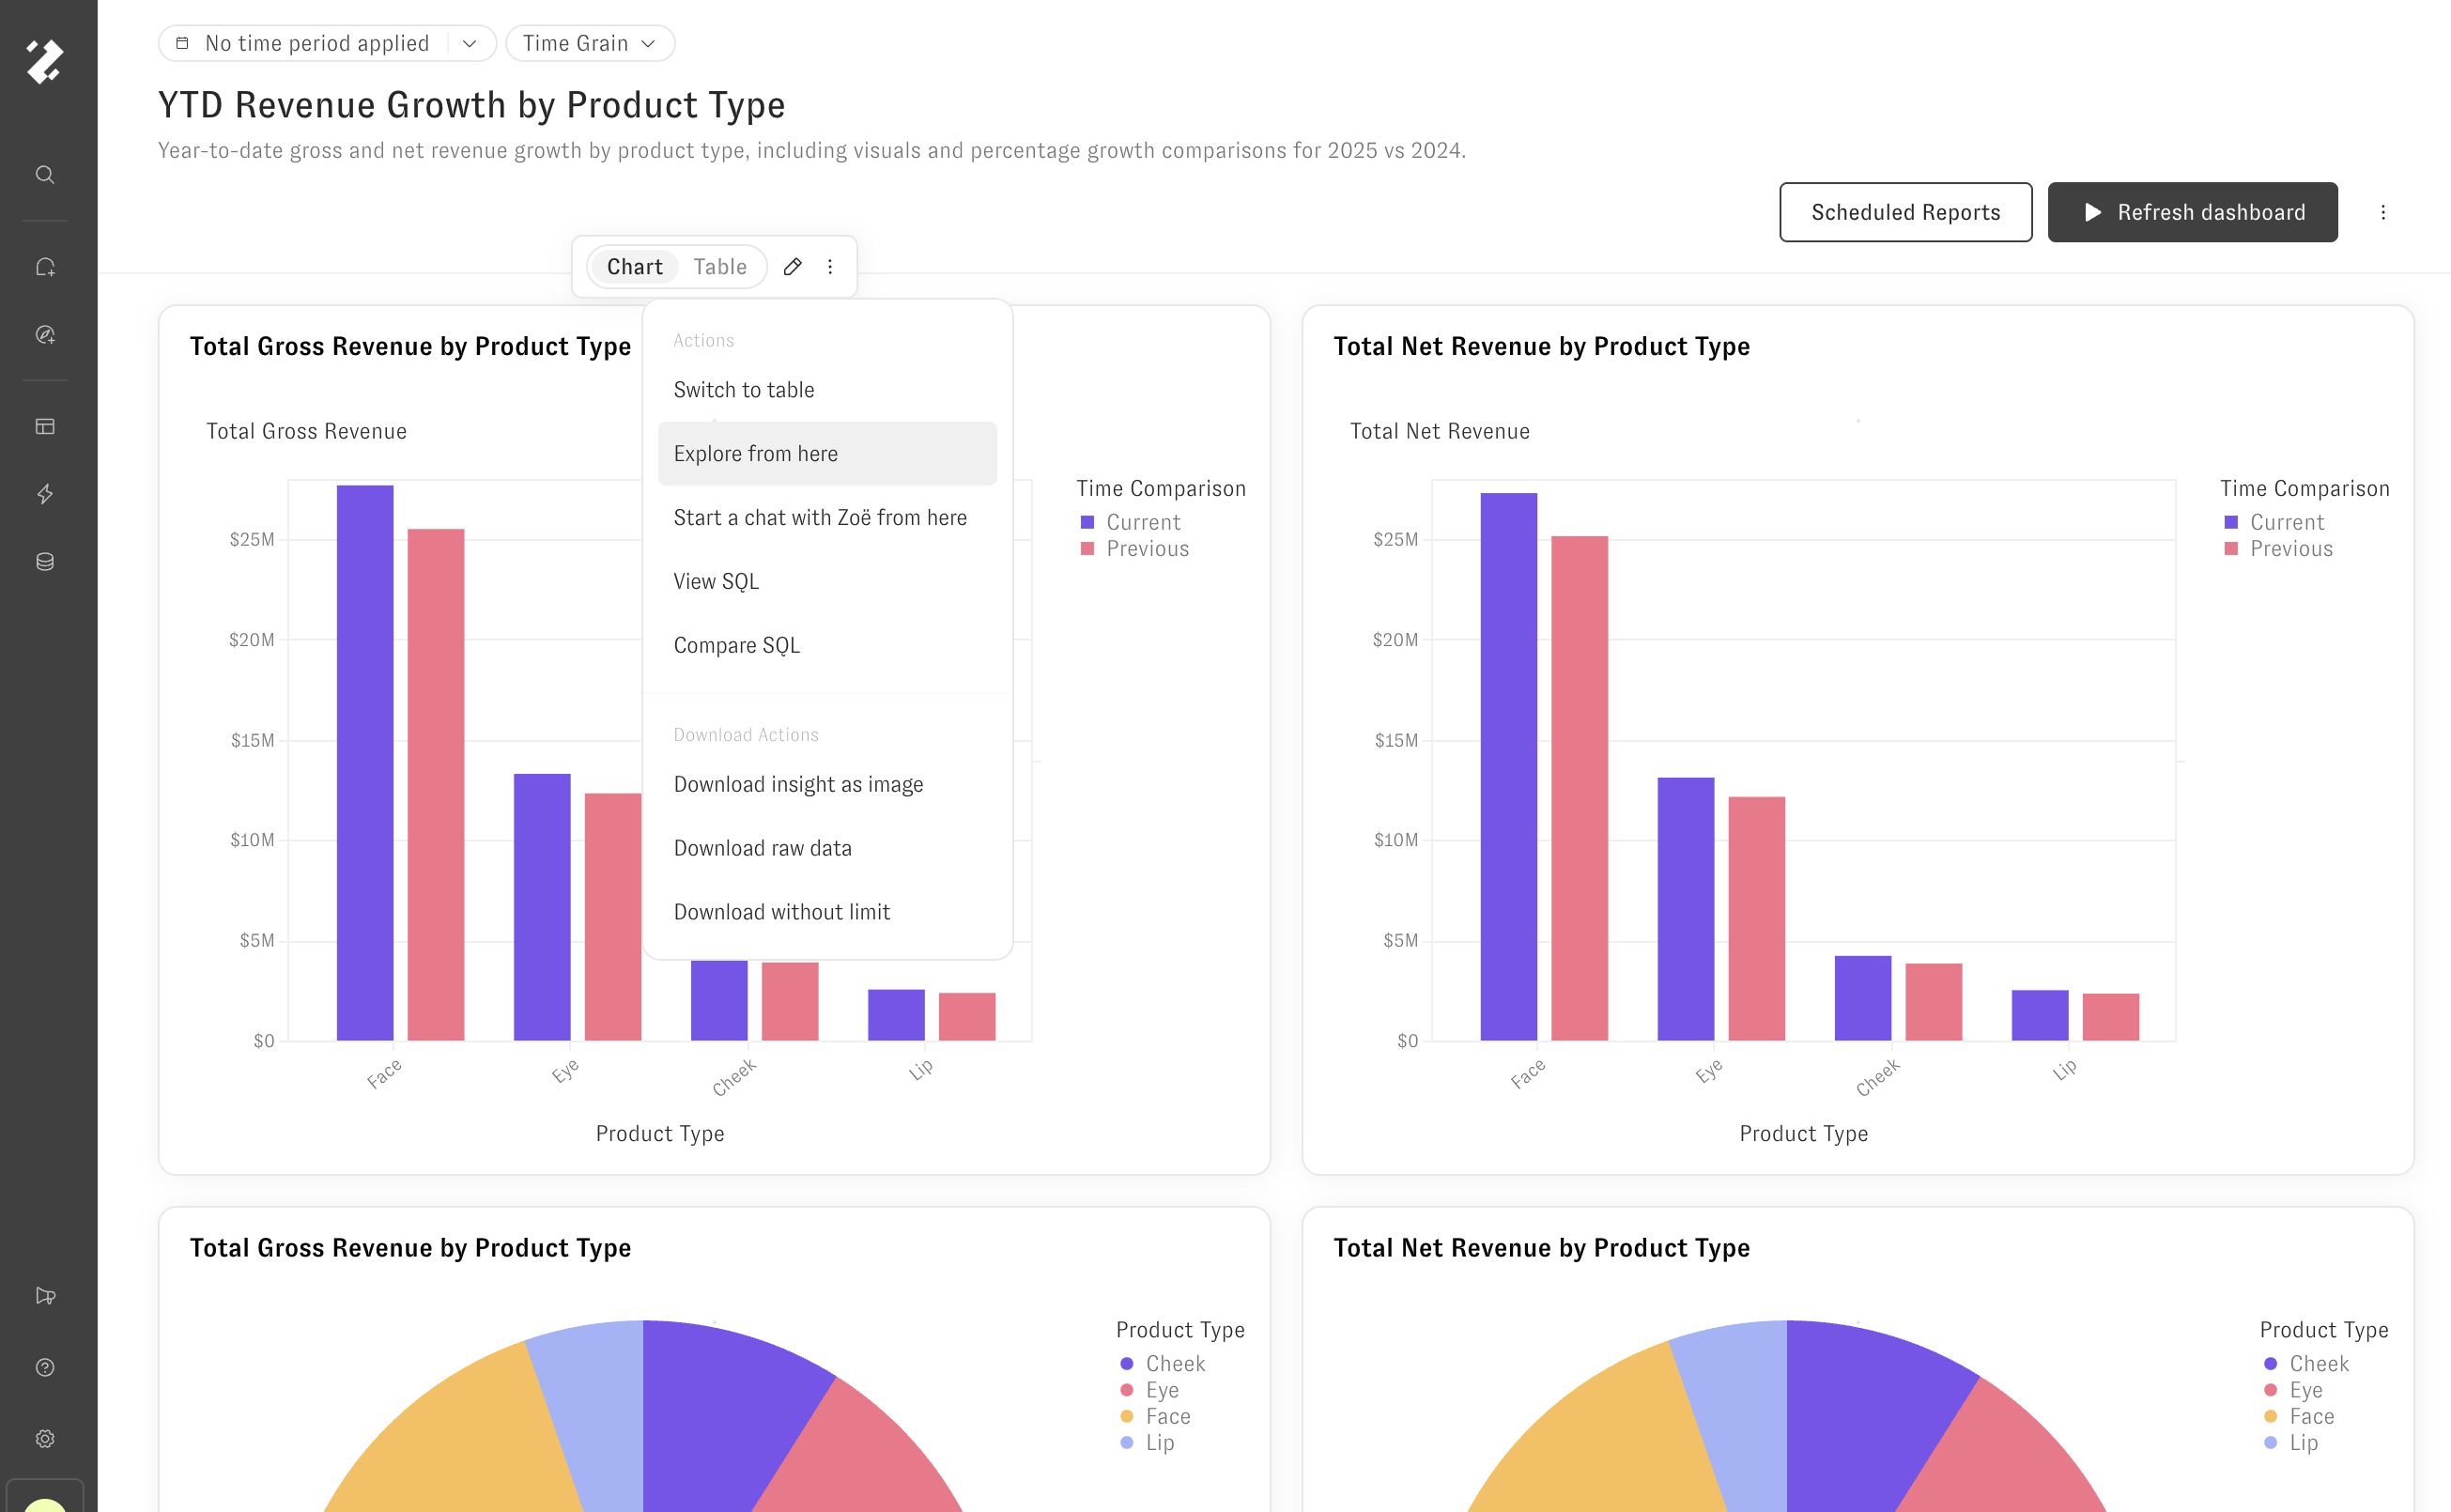 No time period applied
Time Grain
YTD Revenue Growth by Product Type
Year-to-date gross and net revenue growth by product type, including visuals and percentage growth comparisons for 2025 vs 2024.
Scheduled Reports
Refresh dashboard
Chart
Table
Actions
Switch to table
Explore from here
Start a chat with Zoë from here
View SQL
Compare SQL
Download Actions
Download insight as image
Download raw data
Download without limit
Total Gross Revenue by Product Type
Total Gross Revenue
$25M
$20M
$15M
$10M
$5M
$0
Face
Eye
Cheek
Lip
Product Type
Time Comparison
Current
Previous
Total Net Revenue by Product Type
Total Net Revenue
$25M
$20M
$15M
$10M
$5M
$0
Face
Eye
Cheek
Lip
Product Type
Time Comparison
Current
Previous
Total Gross Revenue by Product Type
Product Type
Cheek
Eye
Face
Lip
Total Net Revenue by Product Type
Product Type
Cheek
Eye
Face
Lip